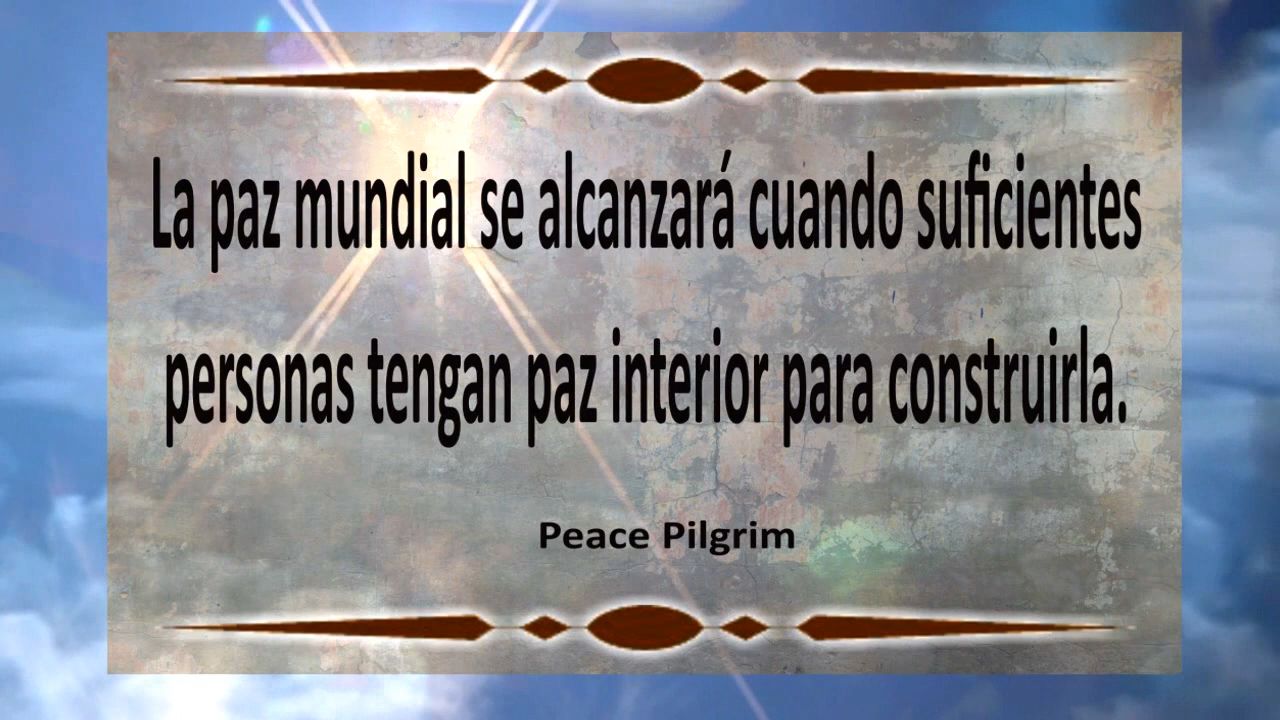 La paz mundial se alcanzará cuando suficientes
personas tengan paz interior para construirla.
Peace Pilgrim